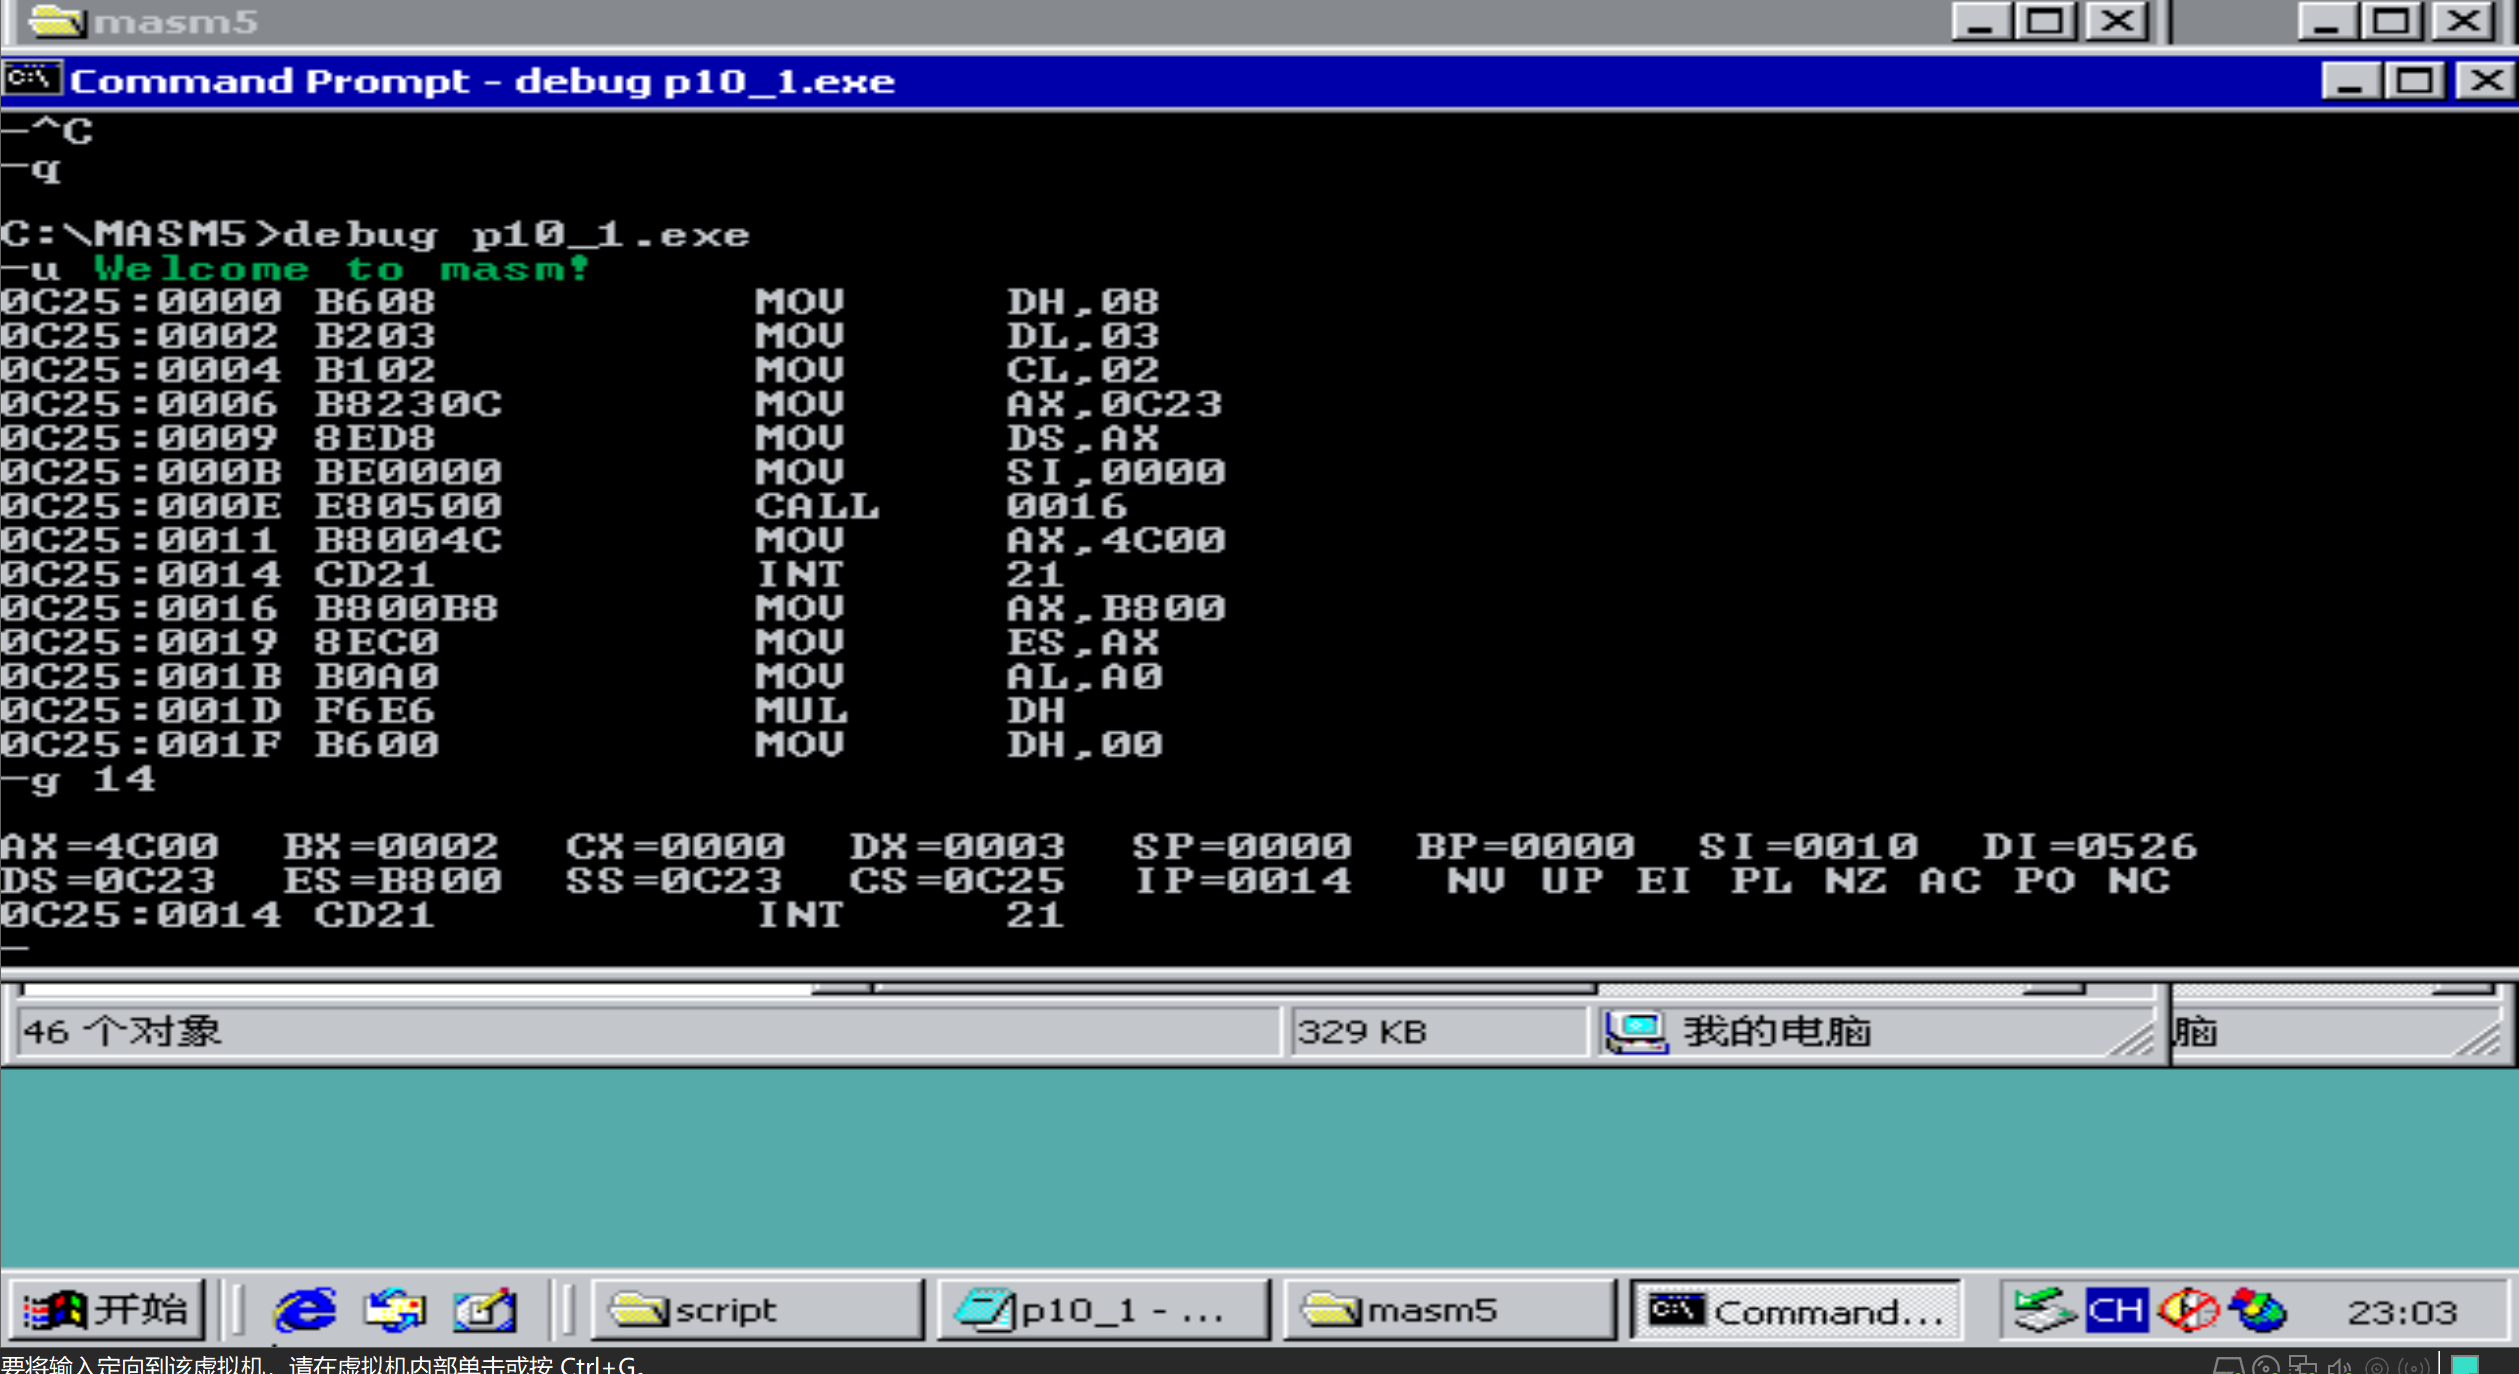 masm5
Command Prompt - debug p10_1.exe
-^C
-q
C:\MASM5>debug p10_1.exe
-u Welcome to masm!
0C25:0000 B608 MOV DH,08
0C25:0002 B203 MOV DL,03
0C25:0004 B102 MOV CL,02
0C25:0006 B8230C MOV AX,0C23
0C25:0009 8ED8 MOV DS,AX
0C25:000B BE0000 MOV SI,0000
0C25:000E E80500 CALL 0016
0C25:0011 B8004C MOV AX,4C00
0C25:0014 CD21 INT 21
0C25:0016 B800B8 MOV AX,B800
0C25:0019 8EC0 MOV ES,AX
0C25:001B B0A0 MOV AL,A0
0C25:001D F6E6 MUL DH
0C25:001F B600 MOV DH,00
-g 14
AX=4C00 BX=0002 CX=0000 DX=0003 SP=0000 BP=0000 SI=0010 DI=0526
DS=0C23 ES=B800 SS=0C23 CS=0C25 IP=0014 NV UP EI PL NZ AC PO NC
0C25:0014 CD21 INT 21
-
46 个对象 329 KB 我的电脑 脑
开始 script p10_1 - ... masm5 Command... CH 23:03
要将输入定向到该虚拟机，请在虚拟机内部单击或按 Ctrl+G。